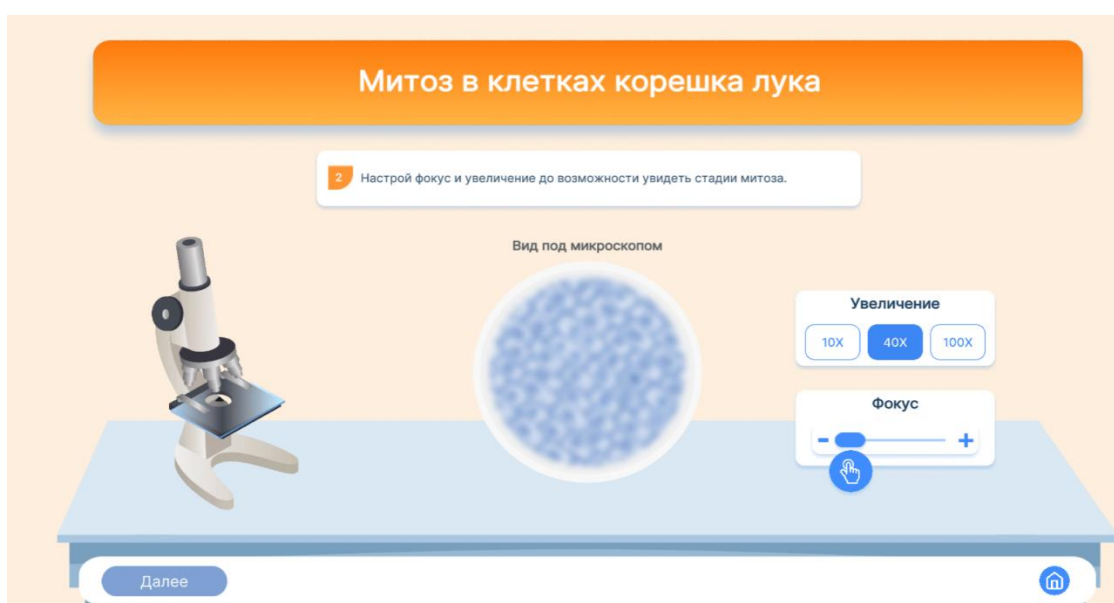 Митоз в клетках корешка лука
2 Настрой фокус и увеличение до возможности увидеть стадии митоза.
Вид под микроскопом
Увеличение
10X 40X 100X
Фокус
- +
Далее